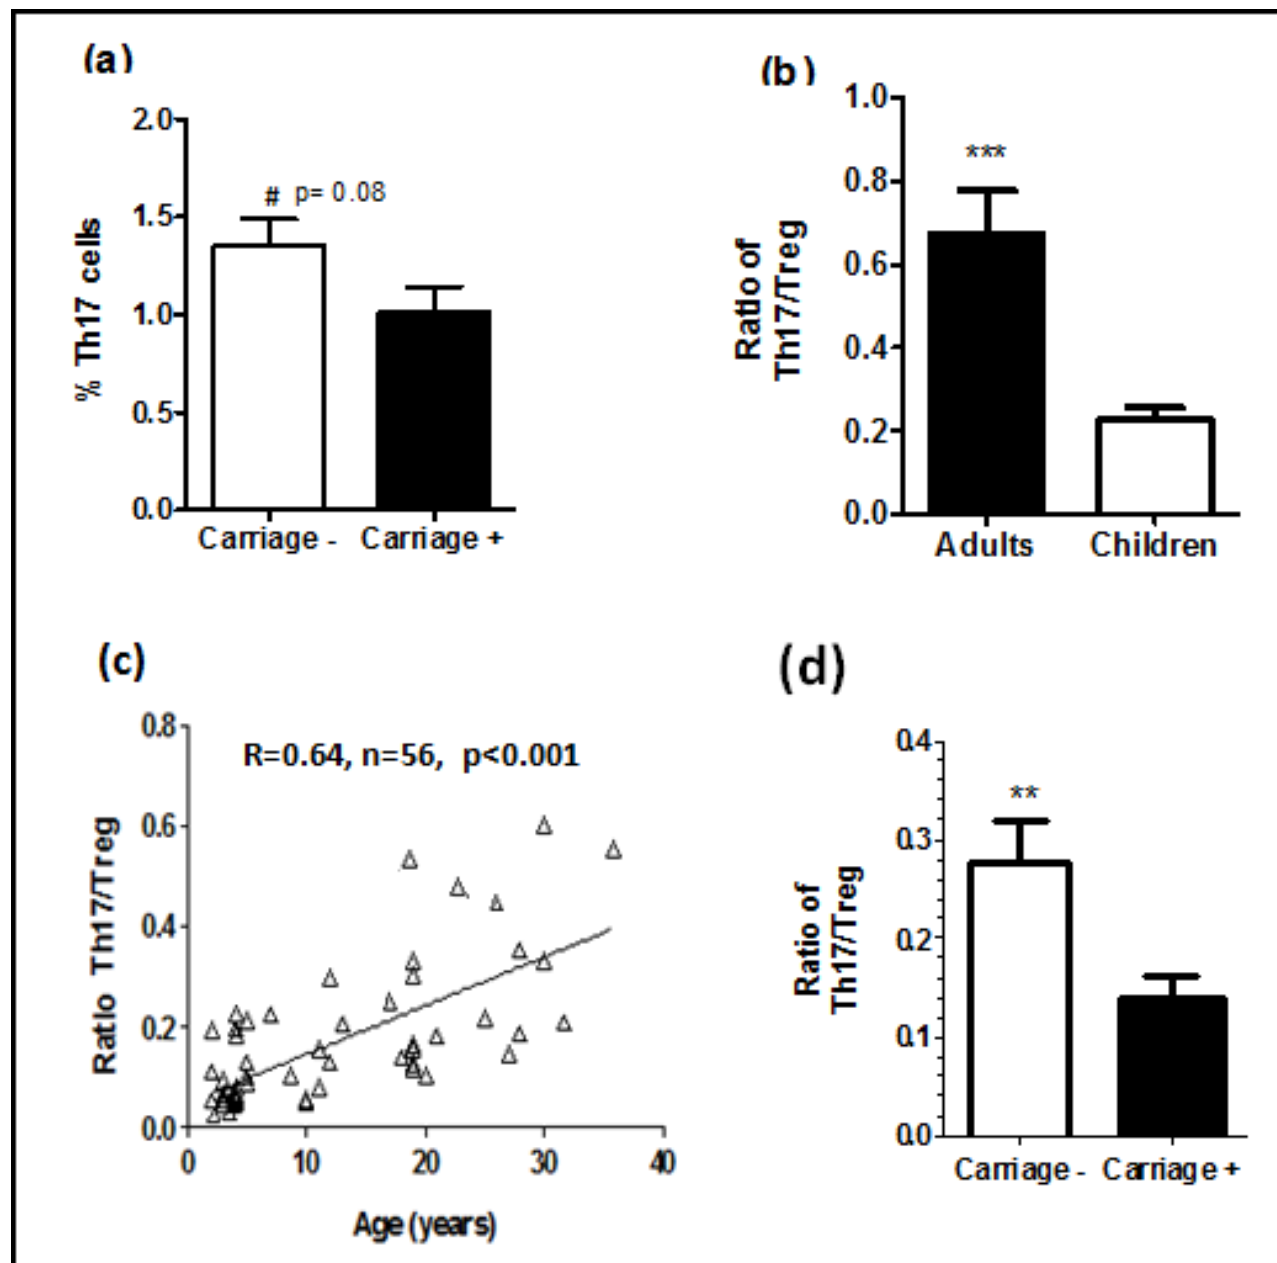 (a)
2.0
1.5
1.0
0.5
0.0
% Th17 cells
# p= 0.08
Carriage - Carriage +
(b)
1.0
0.8
0.6
0.4
0.2
0.0
Ratio of
Th17/Treg
***
Adults Children
(c)
0.8
0.6
0.4
0.2
0.0
Ratio Th17/Treg
R=0.64, n=56, p<0.001
0 10 20 30 40
Age (years)
(d)
0.4
0.3
0.2
0.1
0.0
Ratio of
Th17/Treg
**
Carriage - Carriage +